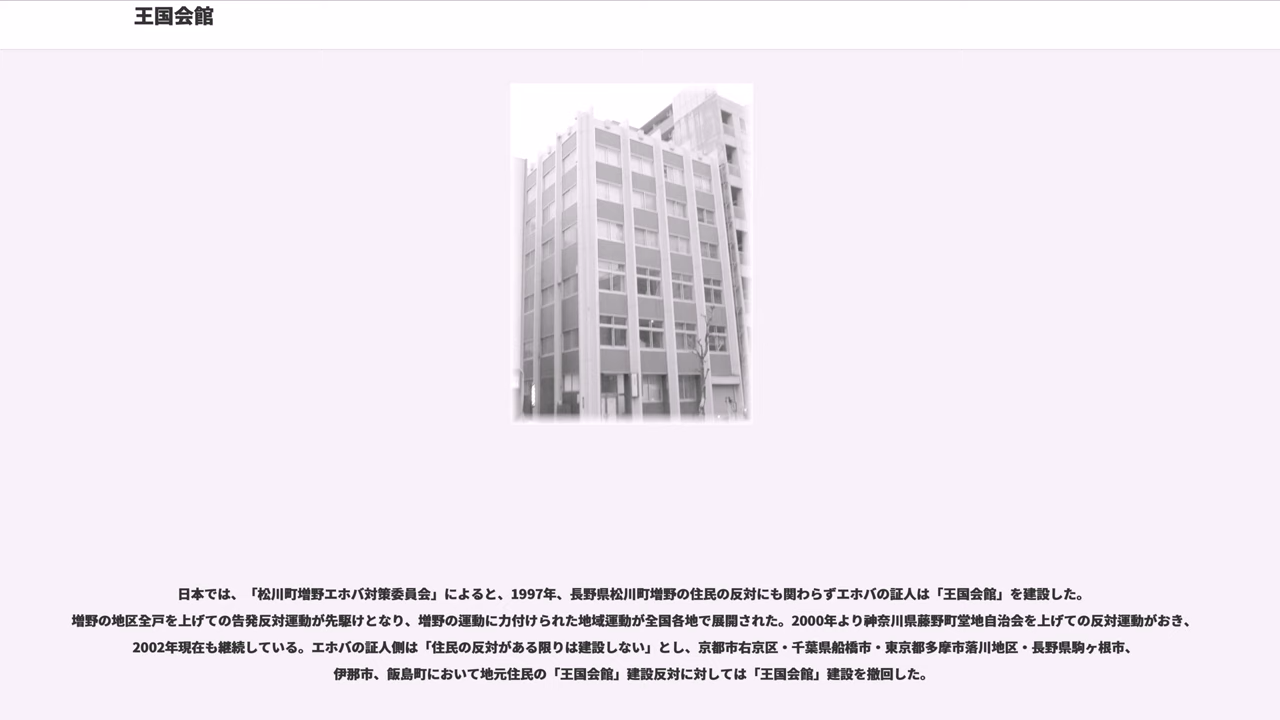 王国会館
日本では、「松川町増野エホバ対策委員会」によると、1997年、長野県松川町増野の住民の反対にも関わらずエホバの証人は「王国会館」を建設した。
増野の地区全戸を上げての告発反対運動が先駆けとなり、増野の運動に力付けられた地域運動が全国各地で展開された。2000年より神奈川県藤野町堂地自治会を上げての反対運動がおき、
2002年現在も継続している。エホバの証人側は「住民の反対がある限りは建設しない」とし、京都市右京区・千葉県船橋市・東京都多摩市落川地区・長野県駒ヶ根市、
伊那市、飯島町において地元住民の「王国会館」建設反対に対しては「王国会館」建設を撤回した。